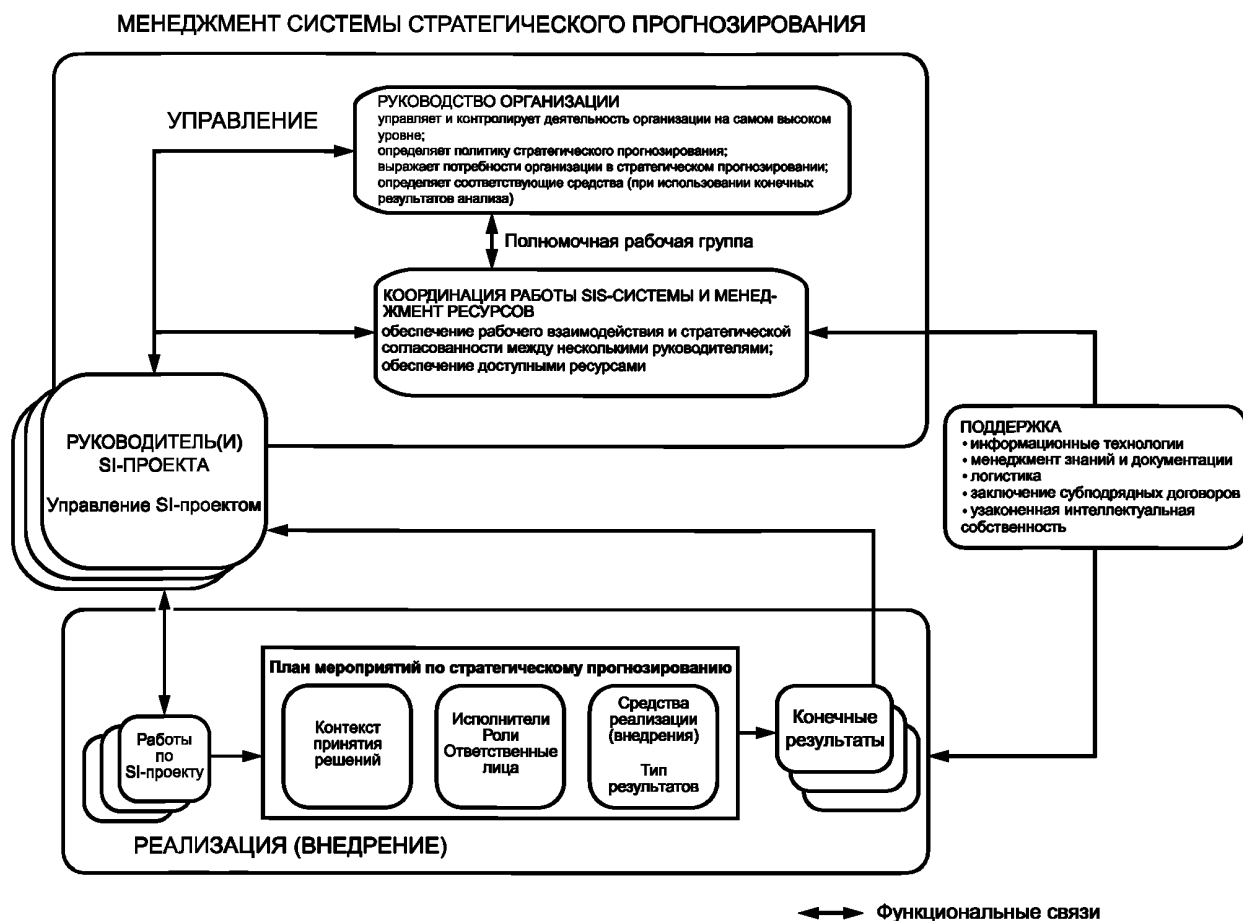 МЕНЕДЖМЕНТ СИСТЕМЫ СТРАТЕГИЧЕСКОГО ПРОГНОЗИРОВАНИЯ
УПРАВЛЕНИЕ
РУКОВОДСТВО ОРГАНИЗАЦИИ
управляет и контролирует деятельность организации на самом высоком
уровне;
определяет политику стратегического прогнозирования;
выражает потребности организации в стратегическом прогнозировании;
определяет соответствующие средства (при использовании конечных
результатов анализа)
Полномочная рабочая группа
КООРДИНАЦИЯ РАБОТЫ SIS-СИСТЕМЫ И МЕНЕД-
ЖМЕНТ РЕСУРСОВ
обеспечение рабочего взаимодействия и стратегической
согласованности между несколькими руководителями;
обеспечение доступными ресурсами
РУКОВОДИТЕЛЬ(И)
SI-ПРОЕКТА
Управление SI-проектом
ПОДДЕРЖКА
• информационные технологии
• менеджмент знаний и документации
• логистика
• заключение субподрядных договоров
• узаконенная интеллектуальная
собственность
План мероприятий по стратегическому прогнозированию
Работы
по
SI-проекту
Контекст
принятия
решений
Исполнители
Роли
Ответственные
лица
Средства
реализации
(внедрения)
Тип
результатов
Конечные
результаты
РЕАЛИЗАЦИЯ (ВНЕДРЕНИЕ)
Функциональные связи